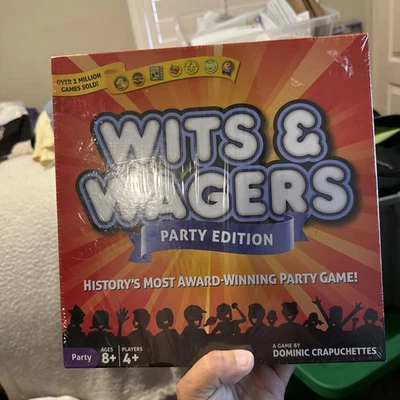 OVER 1 MILLION
GAMES SOLD!
WITS &
WAGERS
PARTY EDITION
HISTORY'S MOST AWARD-WINNING PARTY GAME!
Party
AGES
8+
PLAYERS
4+
A GAME BY
DOMINIC CRAPUCHETTES